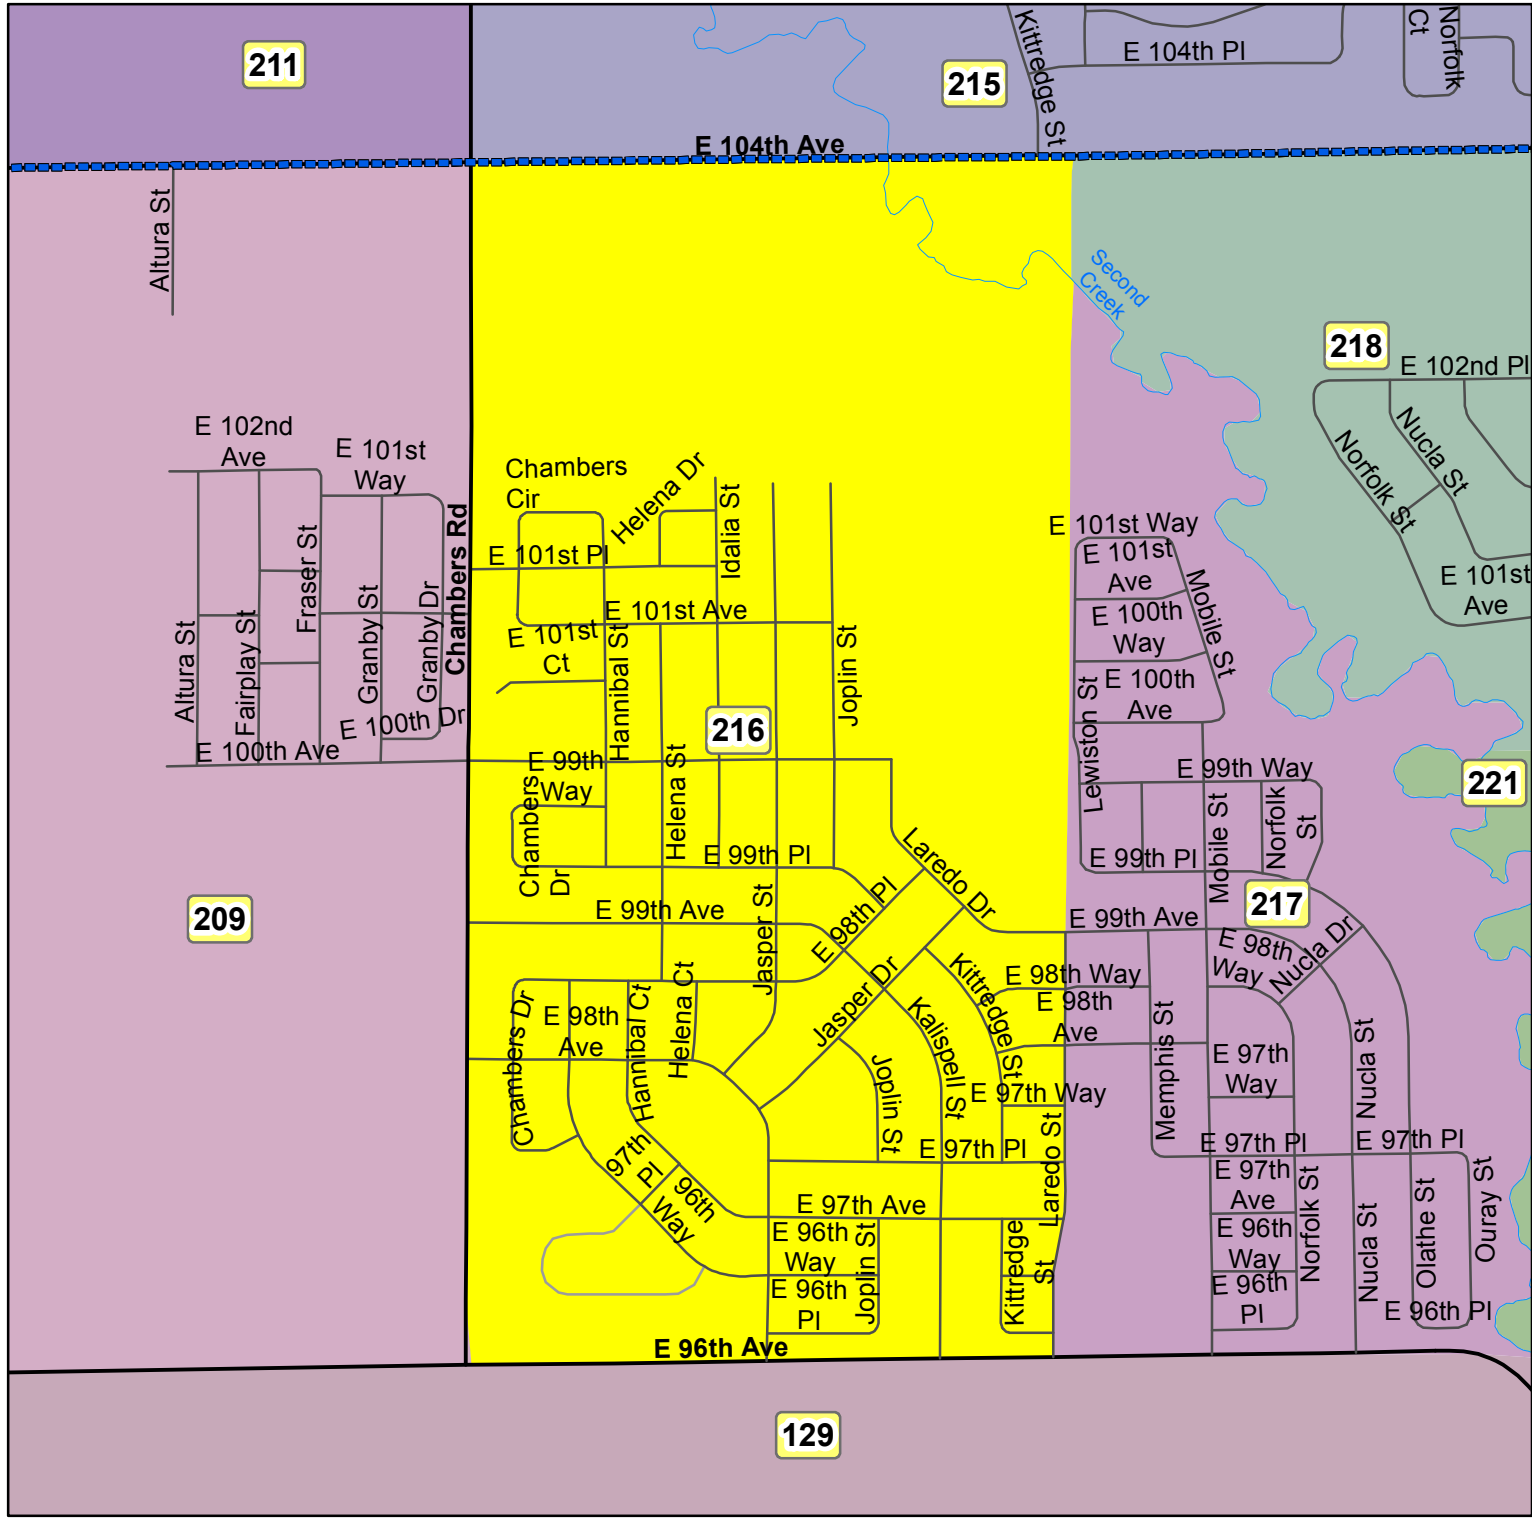 211
215
Kittredge St
E 104th Pl
Ct
Norfolk
E 104th Ave
Altura St
Second
Creek
218
E 102nd Pl
Nucla St
Norfolk St
E 101st
Ave
E 102nd
Ave
E 101st
Way
Fraser St
Granby St
Granby Dr
Chambers Rd
Altura St
Fairplay St
E 100th Dr
E 100th Ave
Chambers
Cir
Helena Dr
Idalia St
E 101st Pl
E 101st Ave
E 101st
Ct
Hannibal St
Joplin St
216
E 99th
Way
Helena St
Chambers
Dr
E 99th Pl
Laredo Dr
E 101st Way
E 101st
Ave
Mobile St
E 100th
Way
E 100th
Ave
Lewiston St
E 99th Way
Mobile St
Norfolk
St
221
E 99th Pl
217
209
E 99th Ave
Jasper St
E 98th Pl
E 99th Ave
E 98th
Way
Nucla Dr
Chambers Dr
E 98th
Ave
Hannibal Ct
Helena Ct
Jasper Dr
Kittredge St
E 98th Way
E 98th
Ave
Kalispell St
Joplin St
E 97th Way
Memphis St
E 97th
Way
Nucla St
97th
Pl
96th
Way
E 97th Pl
Laredo St
E 97th Pl
E 97th Pl
E 97th Ave
E 97th
Ave
E 96th
Way
Joplin St
E 96th
Pl
Kittredge
St
E 96th
Way
E 96th
Pl
Norfolk St
Nucla St
Olathe St
Ouray St
E 96th Pl
E 96th Ave
129